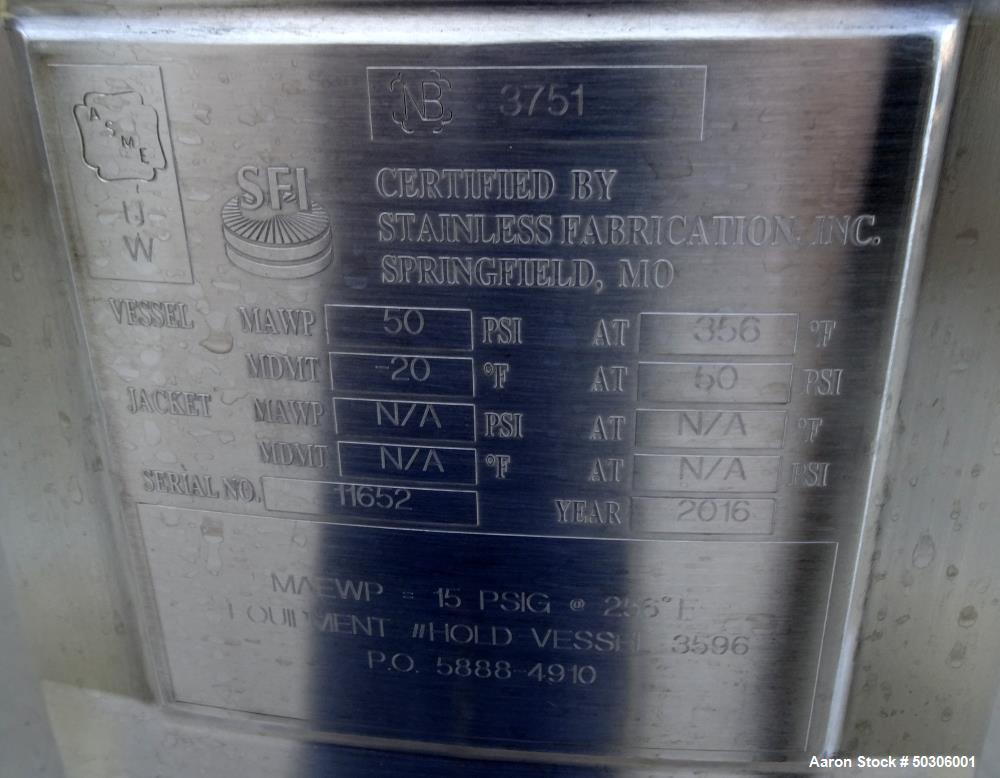 NB 3751
ASME
U
W
SFI
CERTIFIED BY
STAINLESS FABRICATION, INC.
SPRINGFIELD, MO
VESSEL MAWP 50 PSI AT 356 °F
MDMT -20 °F AT 50 PSI
JACKET MAWP N/A PSI AT N/A °F
MDMT N/A °F AT N/A PSI
SERIAL NO. 11652 YEAR 2016
MAEWP = 15 PSIG @ 256°F
EQUIPMENT #HOLD VESSEL 3596
P.O. 5888-4910
Aaron Stock # 50306001